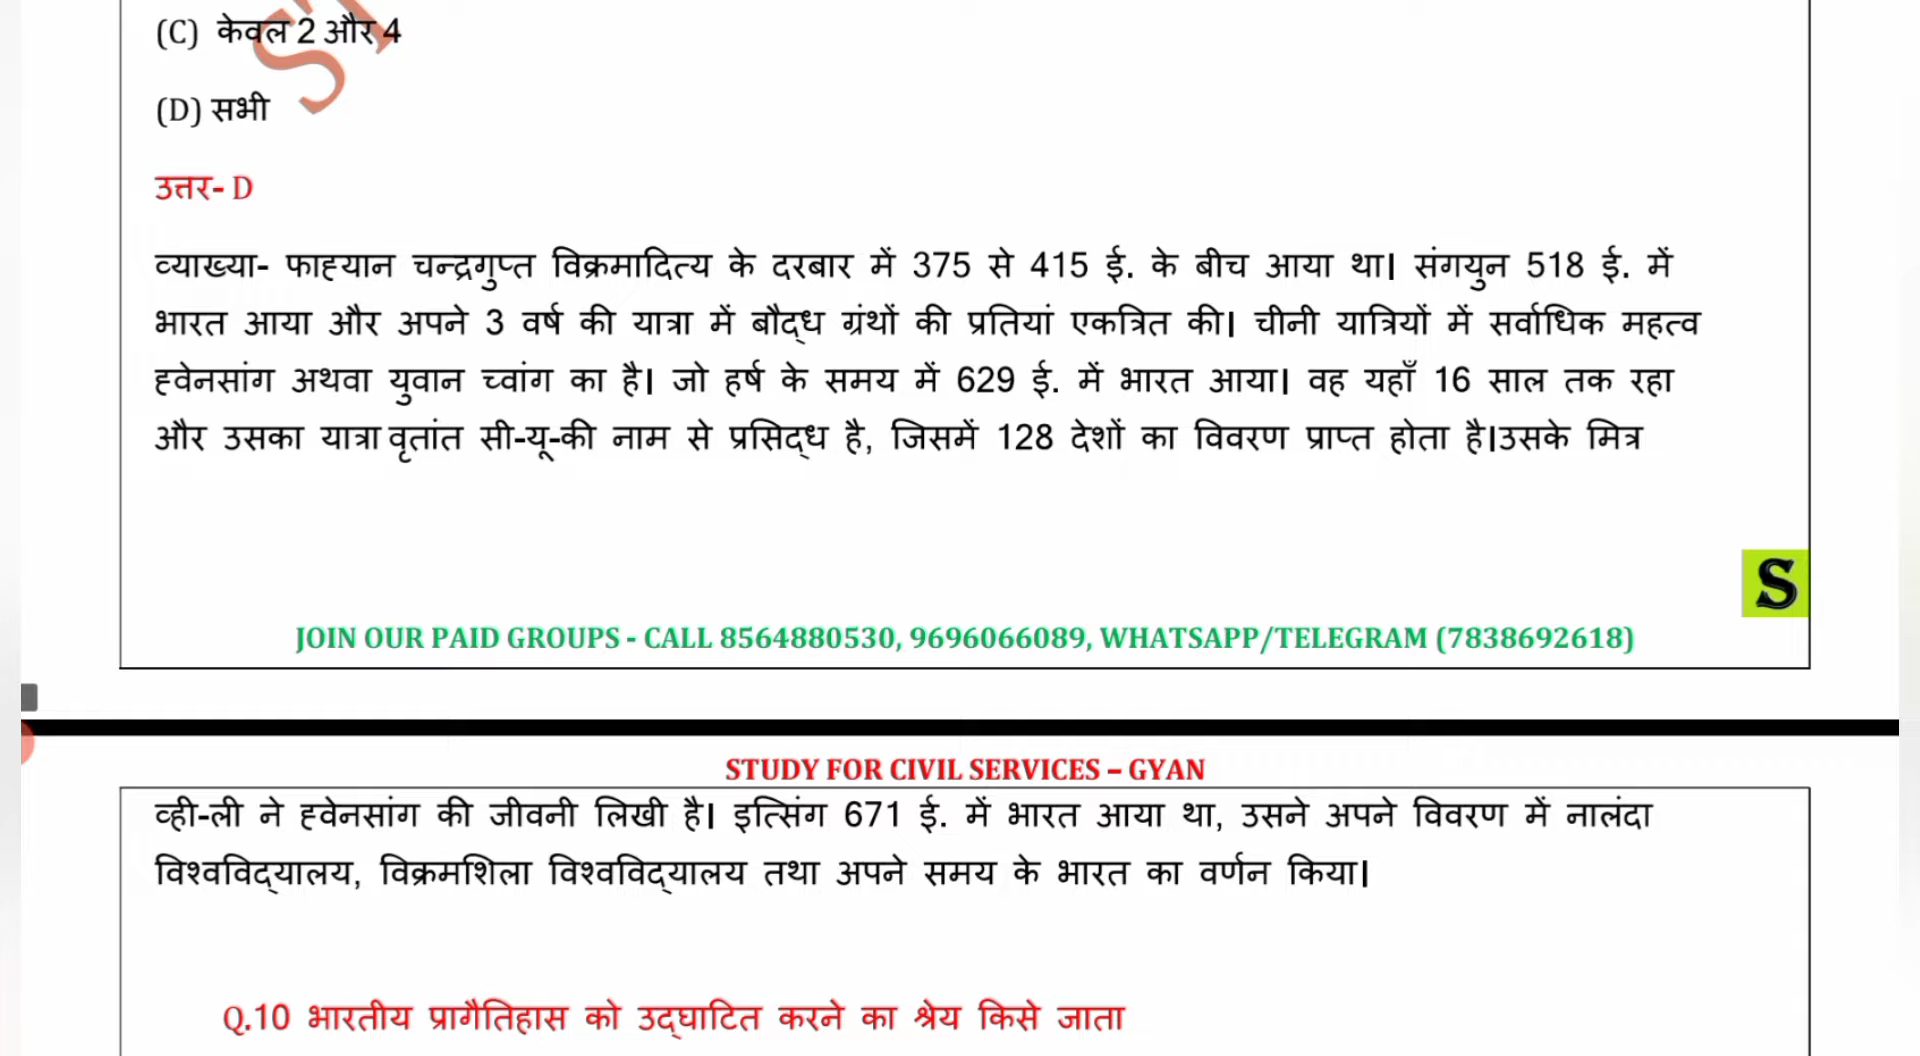 (C) केवल 2 और 4
(D) सभी
उत्तर- D
व्याख्या- फाह्यान चन्द्रगुप्त विक्रमादित्य के दरबार में 375 से 415 ई. के बीच आया था। संगयुन 518 ई. में
भारत आया और अपने 3 वर्ष की यात्रा में बौद्ध ग्रंथों की प्रतियां एकत्रित की। चीनी यात्रियों में सर्वाधिक महत्व
ह्वेनसांग अथवा युवान च्वांग का है। जो हर्ष के समय में 629 ई. में भारत आया। वह यहाँ 16 साल तक रहा
और उसका यात्रा वृतांत सी-यू-की नाम से प्रसिद्ध है, जिसमें 128 देशों का विवरण प्राप्त होता है।उसके मित्र
S
JOIN OUR PAID GROUPS - CALL 8564880530, 9696066089, WHATSAPP/TELEGRAM (7838692618)
STUDY FOR CIVIL SERVICES – GYAN
व्ही-ली ने ह्वेनसांग की जीवनी लिखी है। इत्सिंग 671 ई. में भारत आया था, उसने अपने विवरण में नालंदा
विश्वविद्यालय, विक्रमशिला विश्वविद्यालय तथा अपने समय के भारत का वर्णन किया।
Q.10 भारतीय प्रागैतिहास को उद्घाटित करने का श्रेय किसे जाता